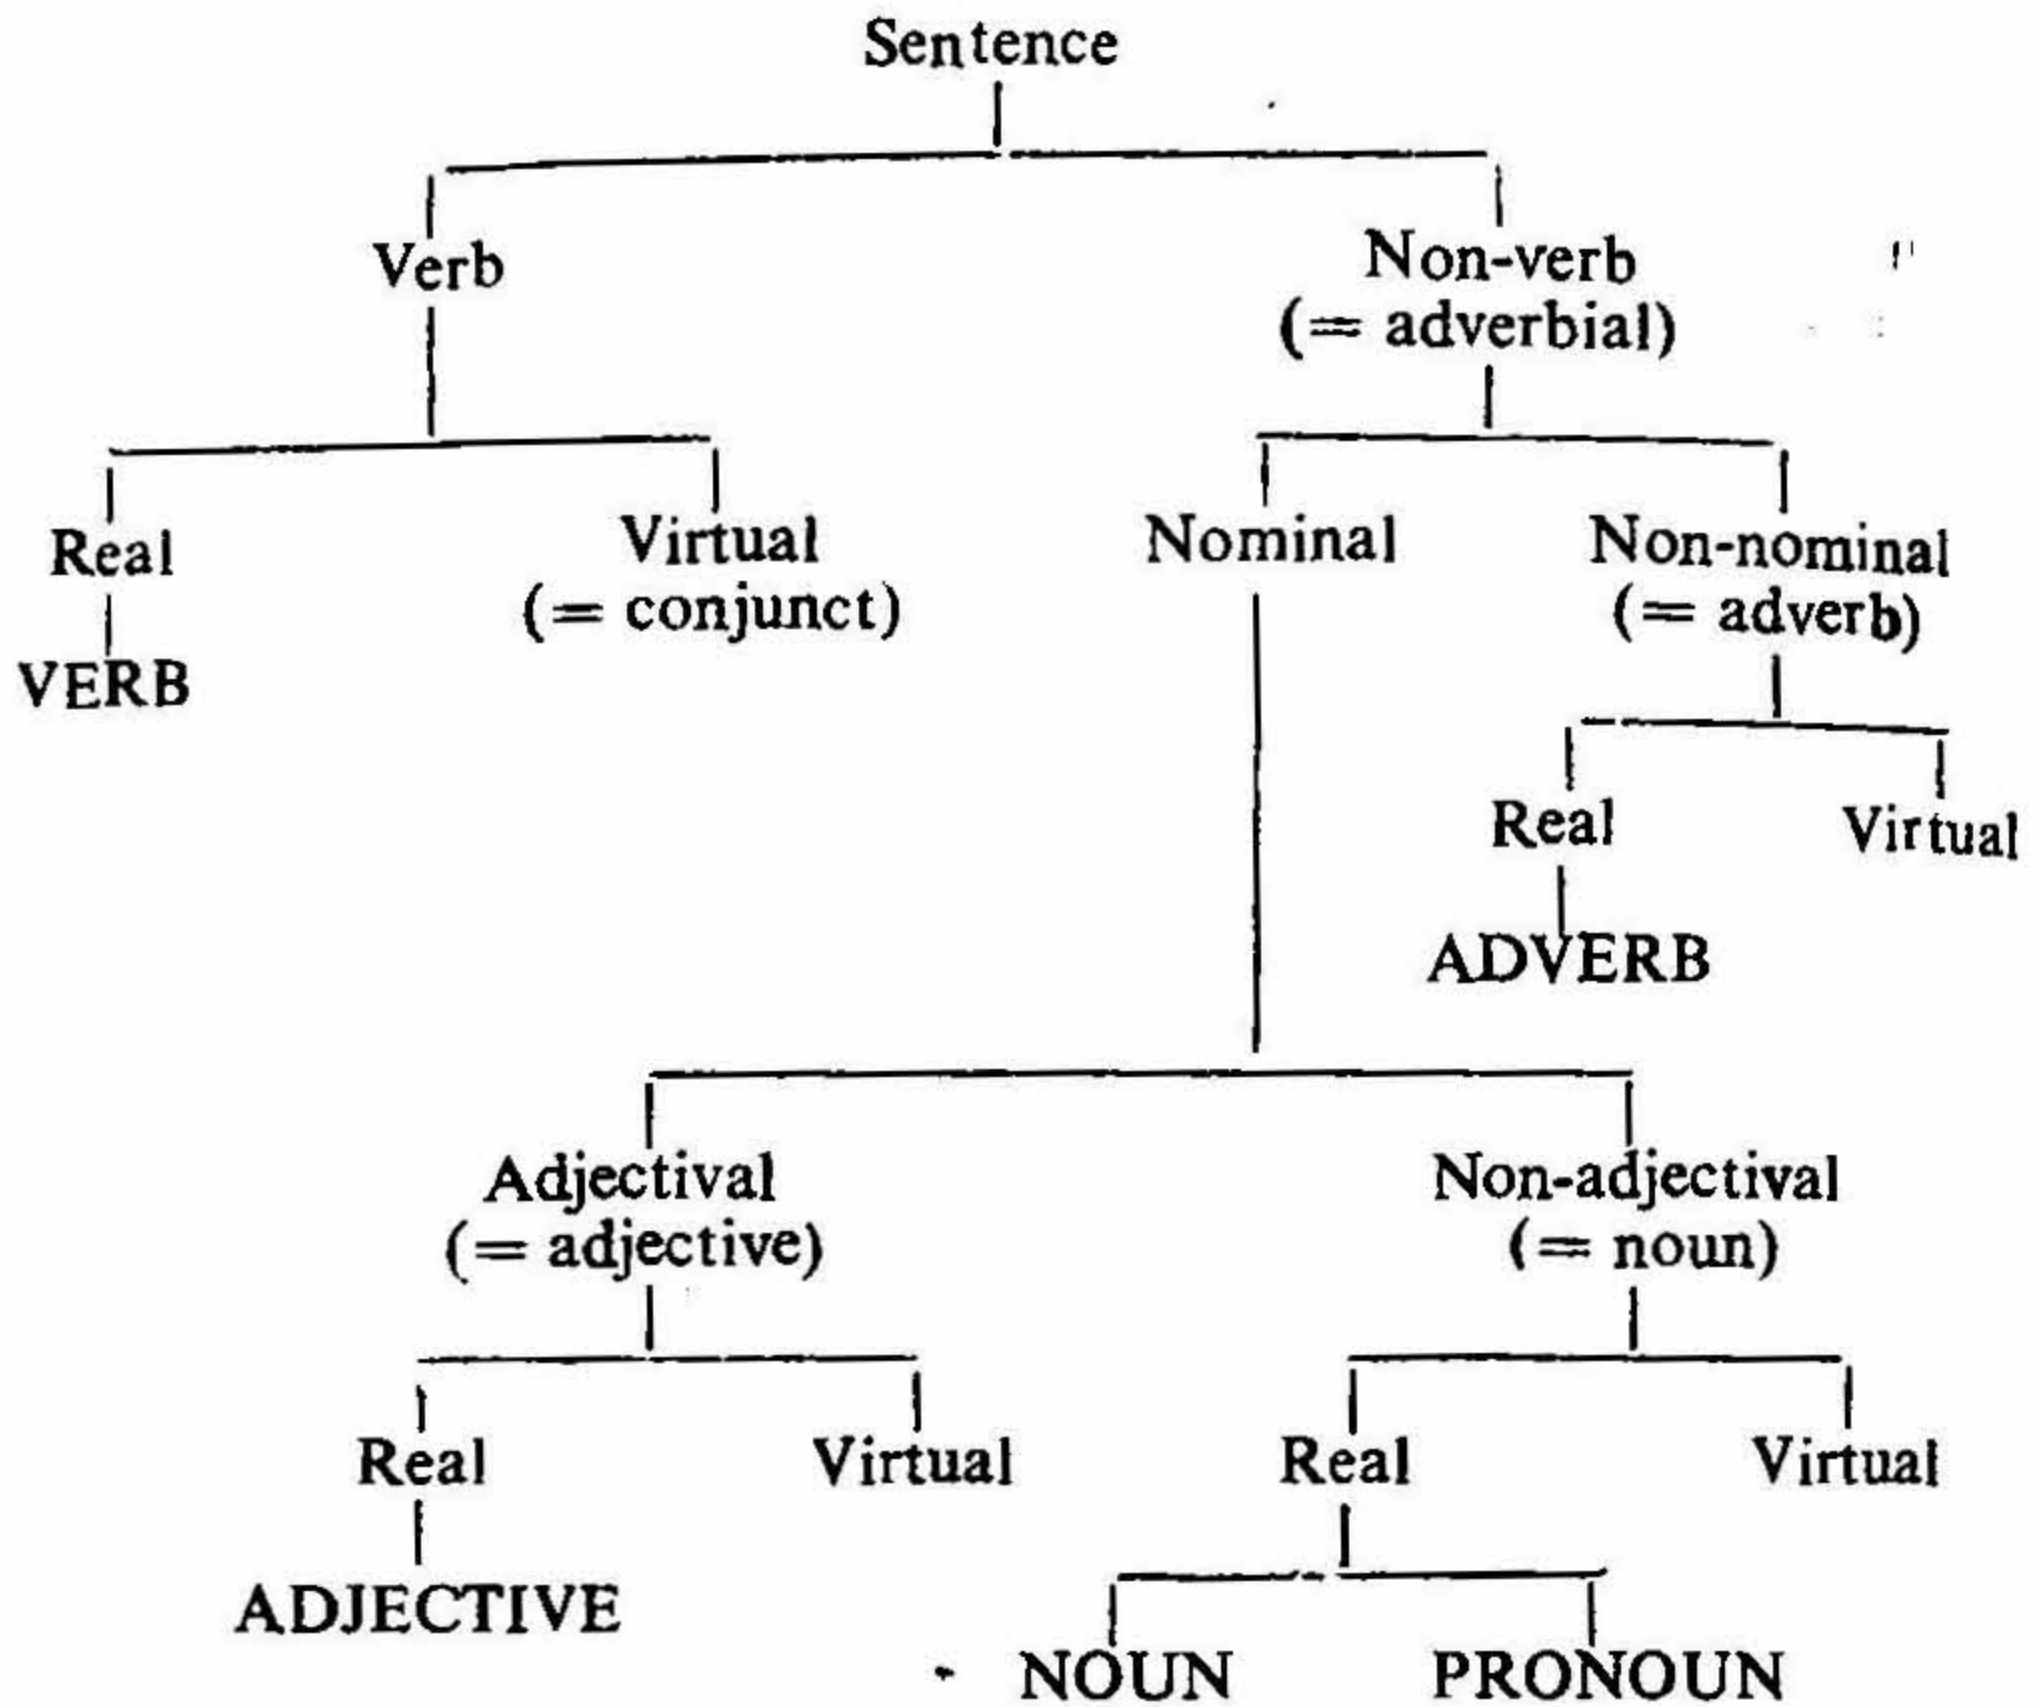 Sentence
Verb
Non-verb
(= adverbial)
Real
Virtual
(= conjunct)
Nominal
Non-nominal
(= adverb)
VERB
Real
Virtual
ADVERB
Adjectival
(= adjective)
Non-adjectival
(= noun)
Real
Virtual
Real
Virtual
ADJECTIVE
NOUN
PRONOUN